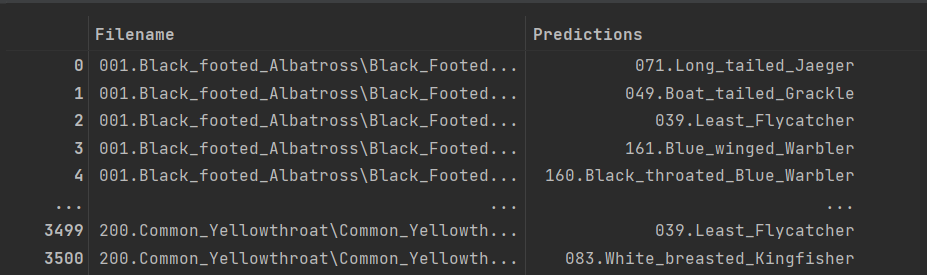 Filename Predictions
0 001.Black_footed_Albatross\Black_Footed... 071.Long_tailed_Jaeger
1 001.Black_footed_Albatross\Black_Footed... 049.Boat_tailed_Grackle
2 001.Black_footed_Albatross\Black_Footed... 039.Least_Flycatcher
3 001.Black_footed_Albatross\Black_Footed... 161.Blue_winged_Warbler
4 001.Black_footed_Albatross\Black_Footed... 160.Black_throated_Blue_Warbler
... ... ...
3499 200.Common_Yellowthroat\Common_Yellowth... 039.Least_Flycatcher
3500 200.Common_Yellowthroat\Common_Yellowth... 083.White_breasted_Kingfisher